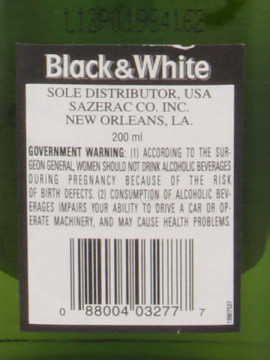 Black&White
SOLE DISTRIBUTOR, USA
SAZERAC CO. INC.
NEW ORLEANS, LA.
200 ml
GOVERNMENT WARNING: (1) ACCORDING TO THE SUR-
GEON GENERAL, WOMEN SHOULD NOT DRINK ALCOHOLIC BEVERAGES
DURING PREGNANCY BECAUSE OF THE RISK
OF BIRTH DEFECTS. (2) CONSUMPTION OF ALCOHOLIC BEV-
ERAGES IMPAIRS YOUR ABILITY TO DRIVE A CAR OR OP-
ERATE MACHINERY, AND MAY CAUSE HEALTH PROBLEMS.
0 88004 03277 7